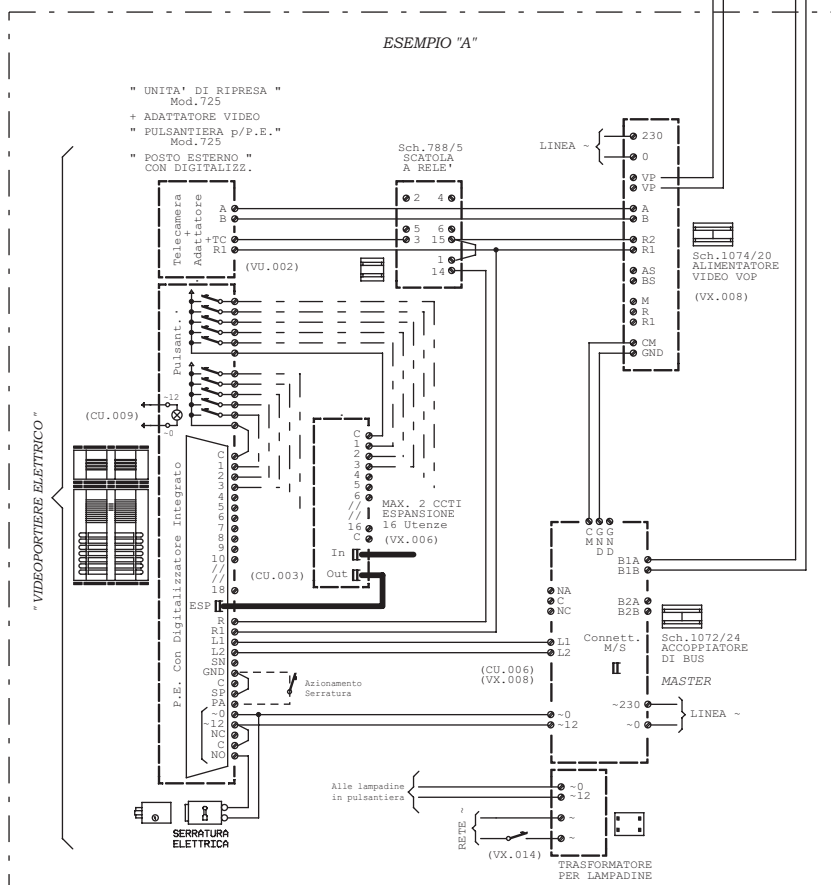 ESEMPIO "A"
" UNITA' DI RIPRESA "
Mod.725
+ ADATTATORE VIDEO
" PULSANTIERA p/P.E."
Mod.725
" POSTO ESTERNO "
CON DIGITALIZZ.
Sch.788/5
SCATOLA
A RELE'
LINEA ~
230
0
VP
VP
A
B
R2
R1
AS
BS
M
R
R1
CM
GND
Sch.1074/20
ALIMENTATORE
VIDEO VOP
(VX.008)
2 4
5 6
3 15
1
14
Telecamera
+
Adattatore
A
B
+TC
R1
(VU.002)
Pulsant..
~12
(CU.009)
~0
" VIDEOPORTIERE ELETTRICO "
P.E. Con Digitalizzatore Integrato
C
1
2
3
4
5
6
7
8
9
10
//
//
18
ESP
R
R1
L1
L2
SN
GND
C
SP
PA
~0
~12
NC
C
NO
C
1
2
3
4
5
6
//
//
16
C
In
Out
MAX. 2 CCTI
ESPANSIONE
16 Utenze
(VX.006)
(CU.003)
Azionamento
Serratura
SERRATURA
ELETTRICA
CM
GND
GND
B1A
B1B
NA
C
NC
B2A
B2B
L1
L2
Connett.
M/S
(CU.006)
(VX.008)
Sch.1072/24
ACCOPPIATORE
DI BUS
MASTER
~230
~0
LINEA ~
~0
~12
Alle lampadine
in pulsantiera
~0
~12
~
~
RETE ~
(VX.014)
TRASFORMATORE
PER LAMPADINE